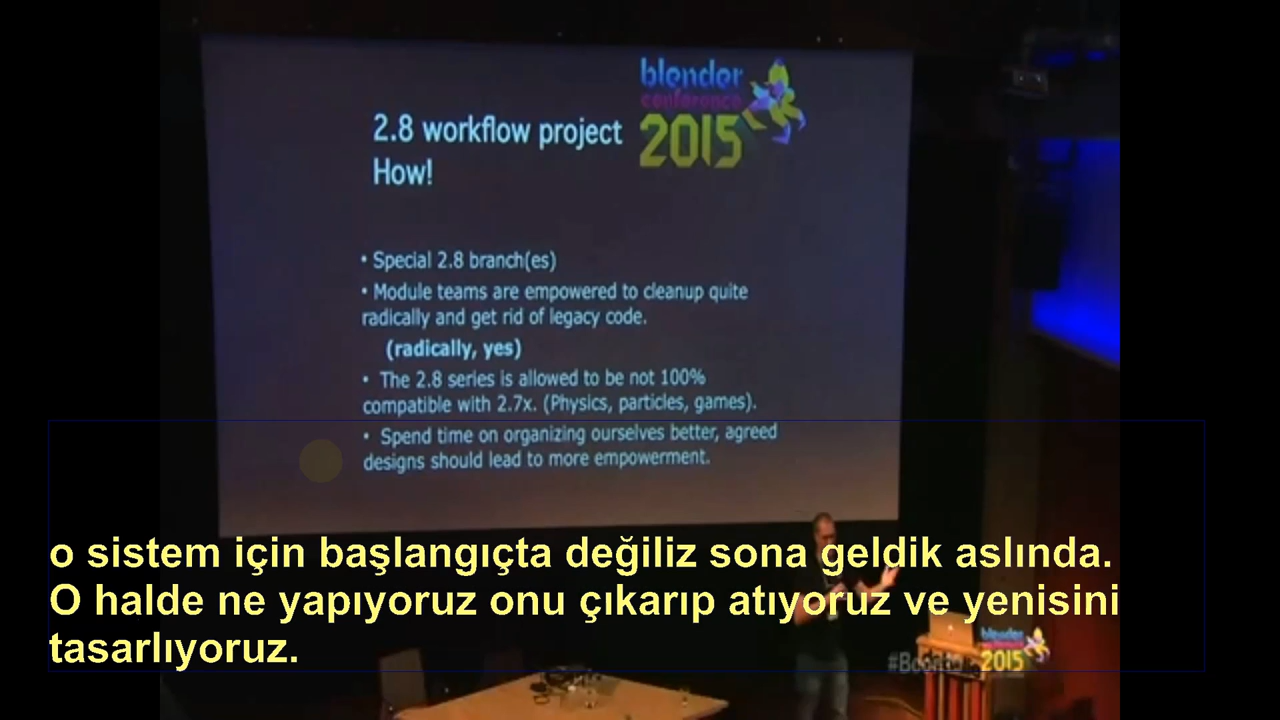 blender
conference
2015
2.8 workflow project
How!
• Special 2.8 branch(es)
• Module teams are empowered to cleanup quite
radically and get rid of legacy code.
(radically, yes)
• The 2.8 series is allowed to be not 100%
compatible with 2.7x. (Physics, particles, games).
• Spend time on organizing ourselves better, agreed
designs should lead to more empowerment.
o sistem için başlangıçta değiliz sona geldik aslında.
O halde ne yapıyoruz onu çıkarıp atıyoruz ve yenisini
tasarlıyoruz.
blender
2015